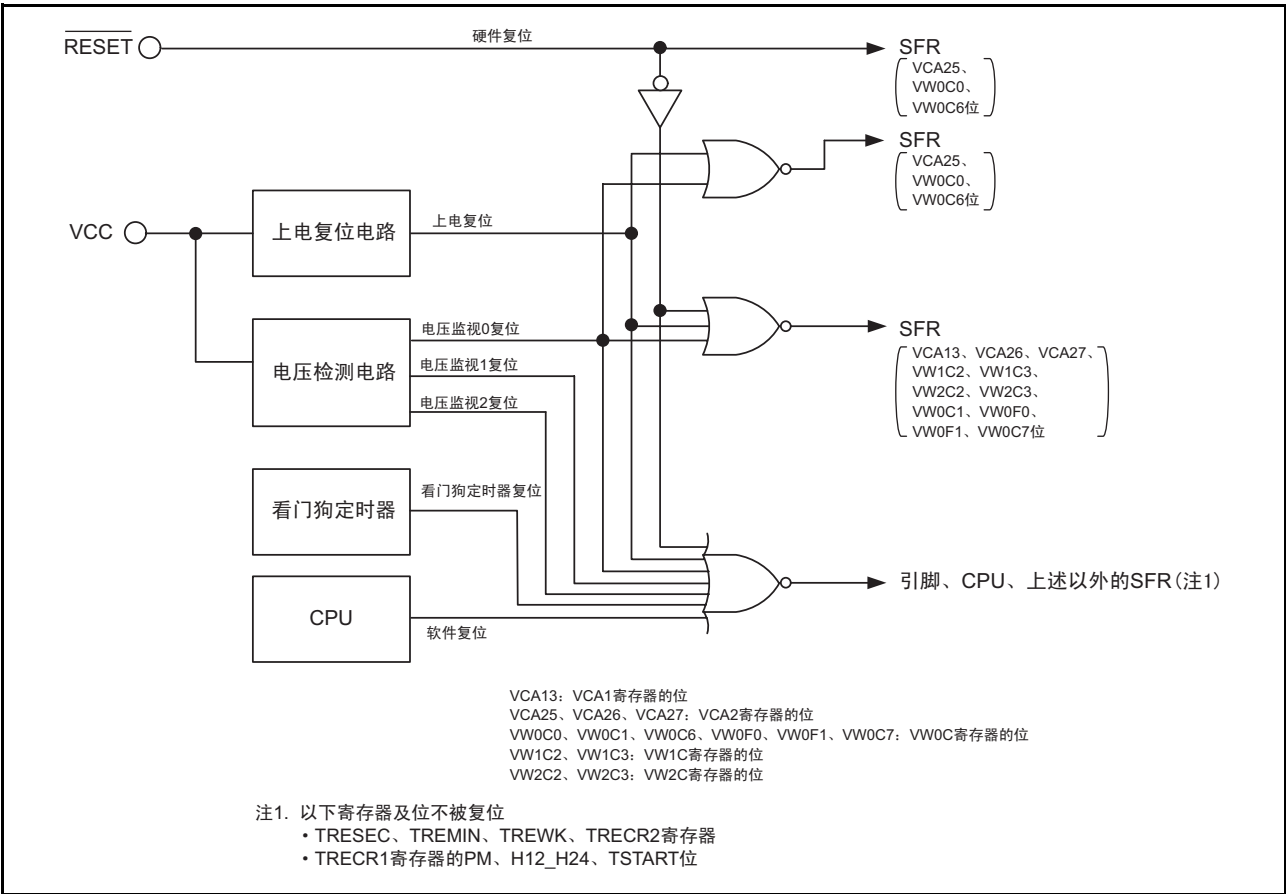 RESET
硬件复位
SFR
VCA25、
VW0C0、
VW0C6位
SFR
VCA25、
VW0C0、
VW0C6位
VCC
上电复位电路
上电复位
电压检测电路
电压监视0复位
电压监视1复位
电压监视2复位
SFR
VCA13、VCA26、VCA27、
VW1C2、VW1C3、
VW2C2、VW2C3、
VW0C1、VW0F0、
VW0F1、VW0C7位
看门狗定时器
看门狗定时器复位
CPU
软件复位
引脚、CPU、上述以外的SFR(注1)
VCA13：VCA1寄存器的位
VCA25、VCA26、VCA27：VCA2寄存器的位
VW0C0、VW0C1、VW0C6、VW0F0、VW0F1、VW0C7：VW0C寄存器的位
VW1C2、VW1C3：VW1C寄存器的位
VW2C2、VW2C3：VW2C寄存器的位
注1. 以下寄存器及位不被复位
• TRESEC、TREMIN、TREWK、TRECR2寄存器
• TRECR1寄存器的PM、H12_H24、TSTART位